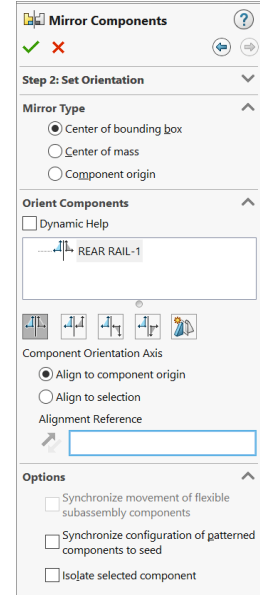 Mirror Components
?
Step 2: Set Orientation
Mirror Type
Center of bounding box
Center of mass
Component origin
Orient Components
Dynamic Help
REAR RAIL-1
Component Orientation Axis
Align to component origin
Align to selection
Alignment Reference
Options
Synchronize movement of flexible
subassembly components
Synchronize configuration of patterned
components to seed
Isolate selected component